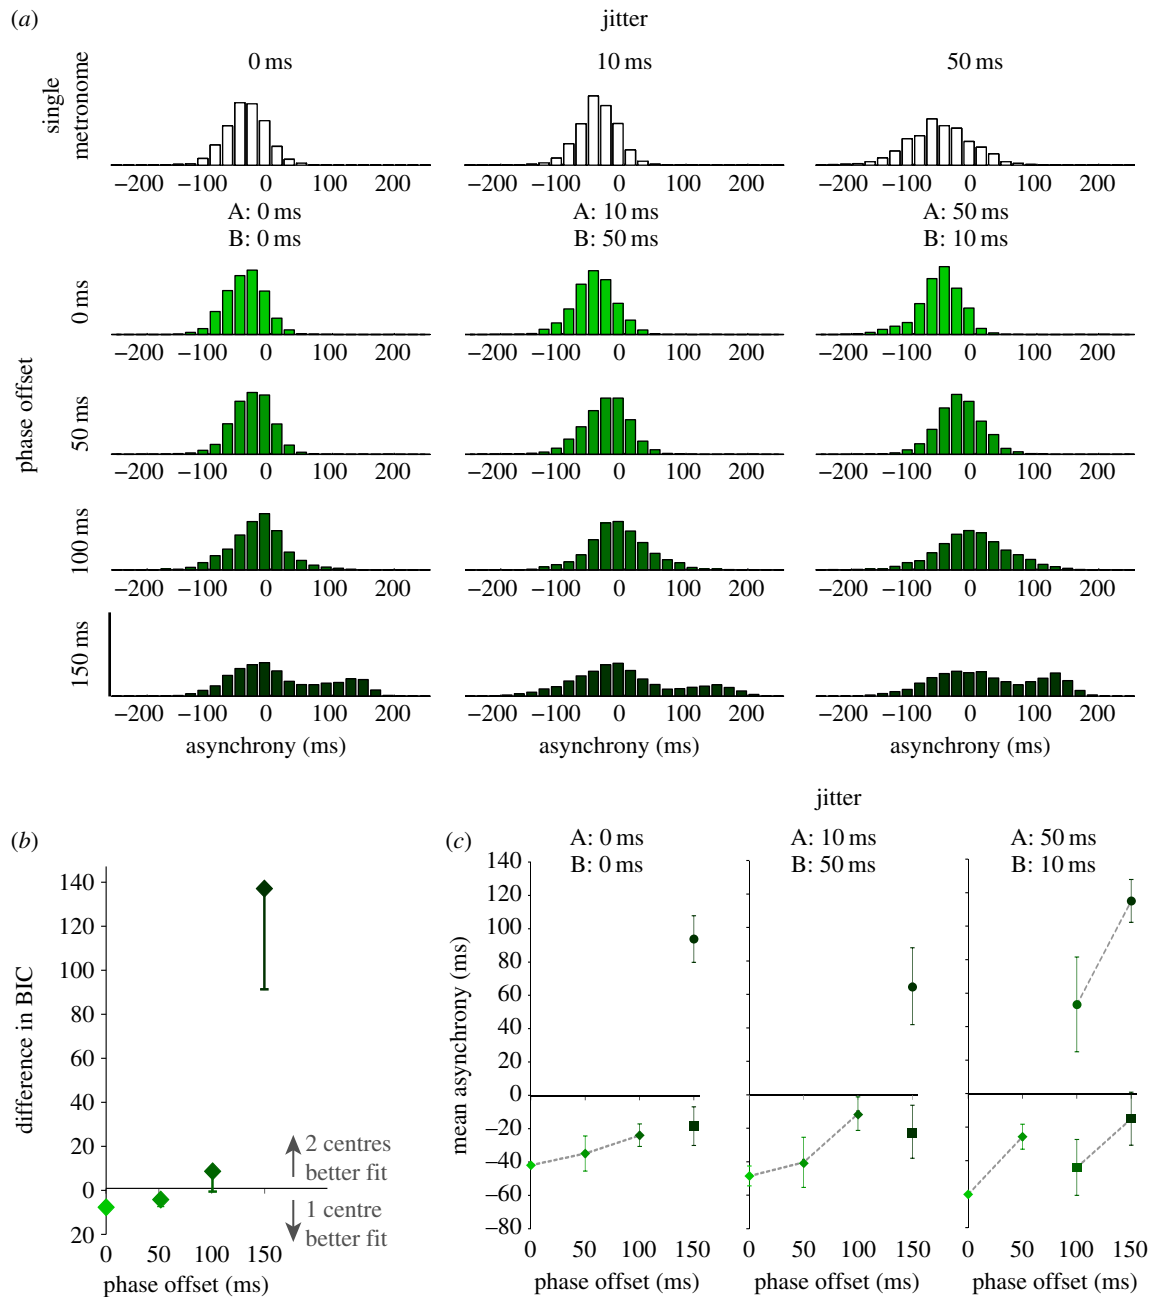 (a)
jitter
single
metronome
0 ms
10 ms
50 ms
−200 −100 0 100 200
−200 −100 0 100 200
−200 −100 0 100 200
A: 0 ms
B: 0 ms
A: 10 ms
B: 50 ms
A: 50 ms
B: 10 ms
phase offset
0 ms
−200 −100 0 100 200
−200 −100 0 100 200
−200 −100 0 100 200
50 ms
−200 −100 0 100 200
−200 −100 0 100 200
−200 −100 0 100 200
100 ms
−200 −100 0 100 200
−200 −100 0 100 200
−200 −100 0 100 200
150 ms
−200 −100 0 100 200
−200 −100 0 100 200
−200 −100 0 100 200
asynchrony (ms)
asynchrony (ms)
asynchrony (ms)
(b)
difference in BIC
140
120
100
80
60
40
20
0
20
2 centres
better fit
1 centre
better fit
0 50 100 150
phase offset (ms)
jitter
(c)
A: 0 ms
B: 0 ms
A: 10 ms
B: 50 ms
A: 50 ms
B: 10 ms
mean asynchrony (ms)
140
120
100
80
60
40
20
0
−20
−40
−60
−80
0 50 100 150
0 50 100 150
0 50 100 150
phase offset (ms)
phase offset (ms)
phase offset (ms)